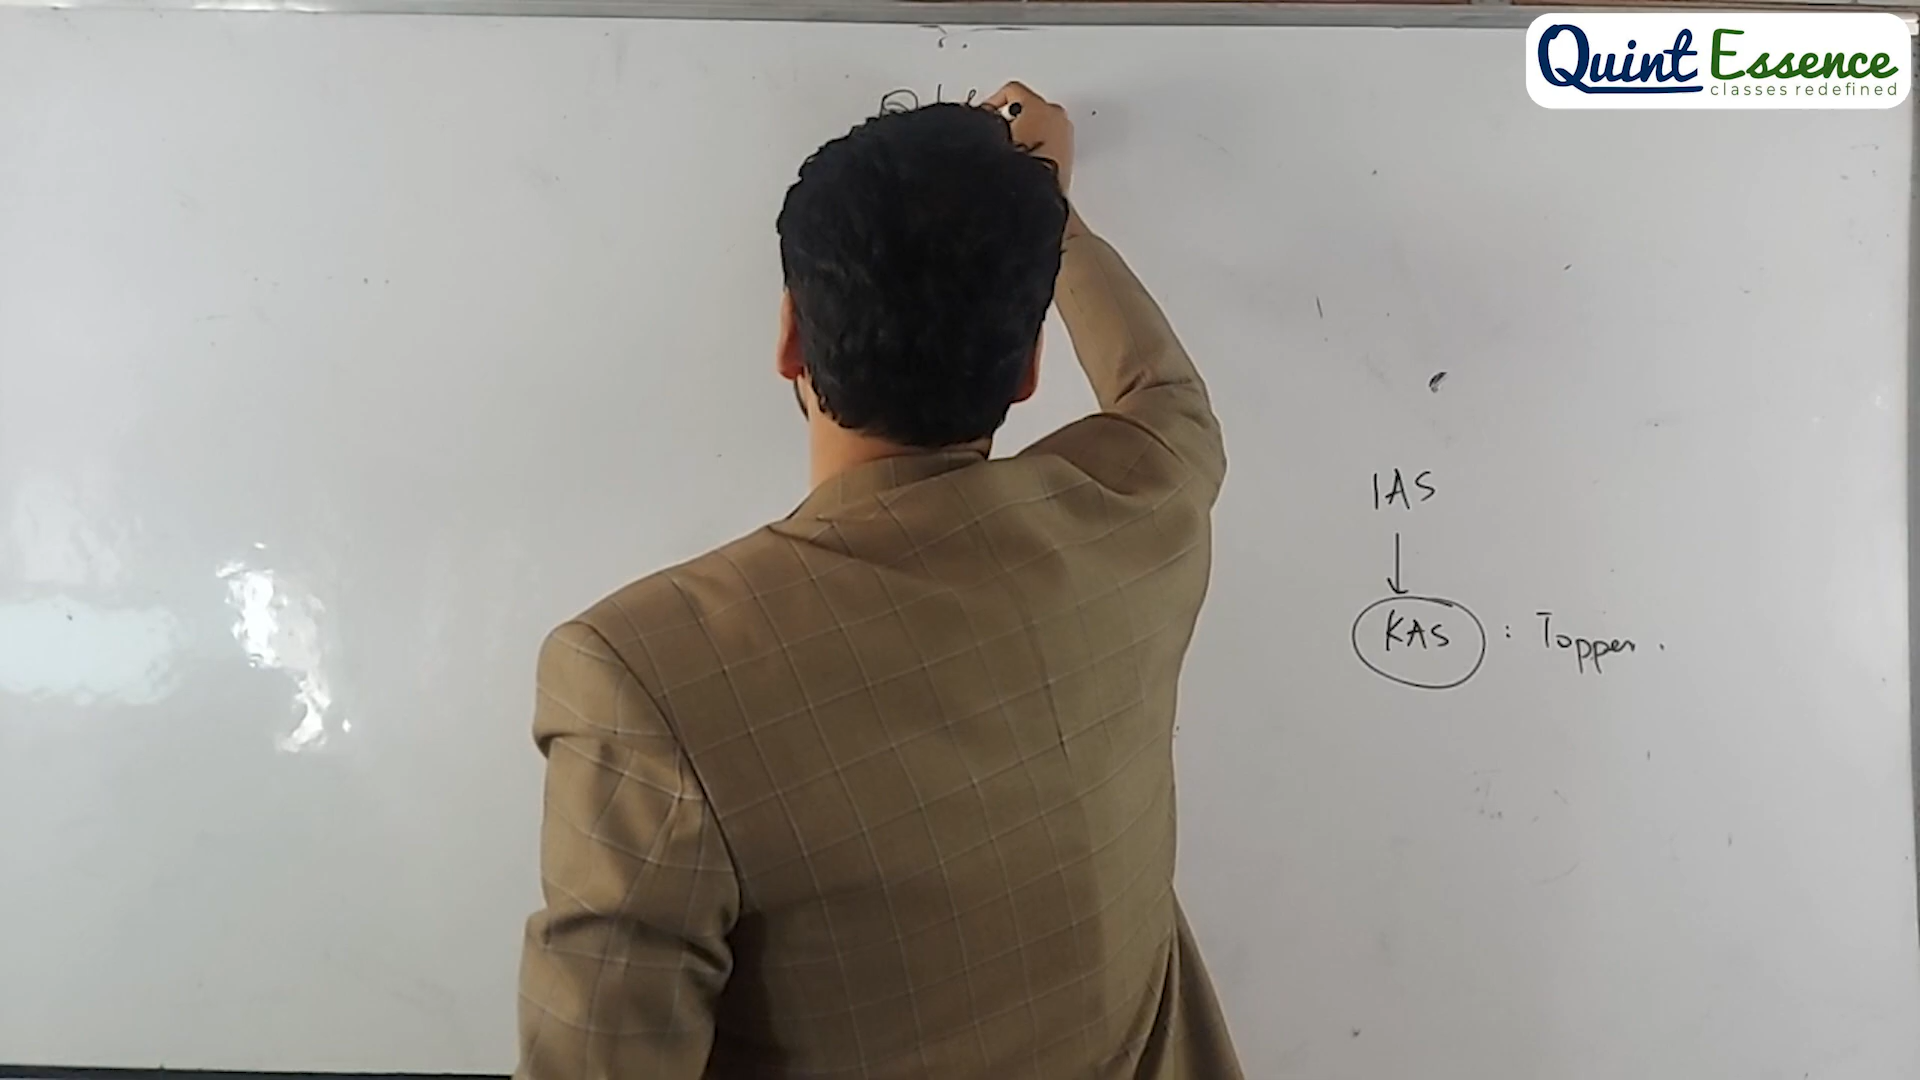 Quint Essence
classes redefined
IAS
KAS : Topper.